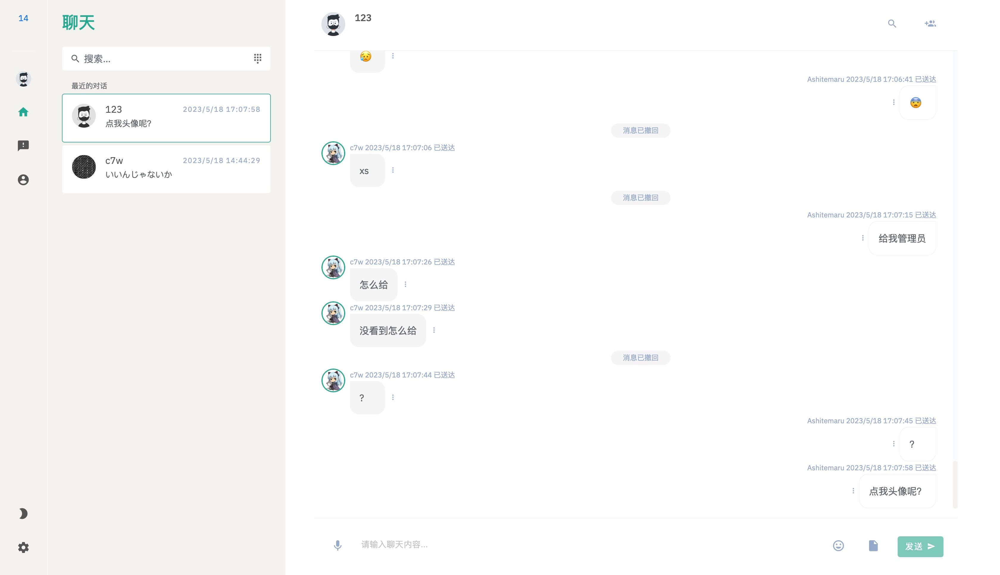 14
聊天
搜索...
最近的对话
123
2023/5/18 17:07:58
点我头像呢?
c7w
2023/5/18 14:44:29
いいんじゃないか
123
Ashitemaru 2023/5/18 17:06:41 已送达
消息已撤回
c7w 2023/5/18 17:07:06 已送达
xs
消息已撤回
Ashitemaru 2023/5/18 17:07:15 已送达
给我管理员
c7w 2023/5/18 17:07:26 已送达
怎么给
c7w 2023/5/18 17:07:29 已送达
没看到怎么给
消息已撤回
c7w 2023/5/18 17:07:44 已送达
?
Ashitemaru 2023/5/18 17:07:45 已送达
?
Ashitemaru 2023/5/18 17:07:58 已送达
点我头像呢?
请输入聊天内容...
发送